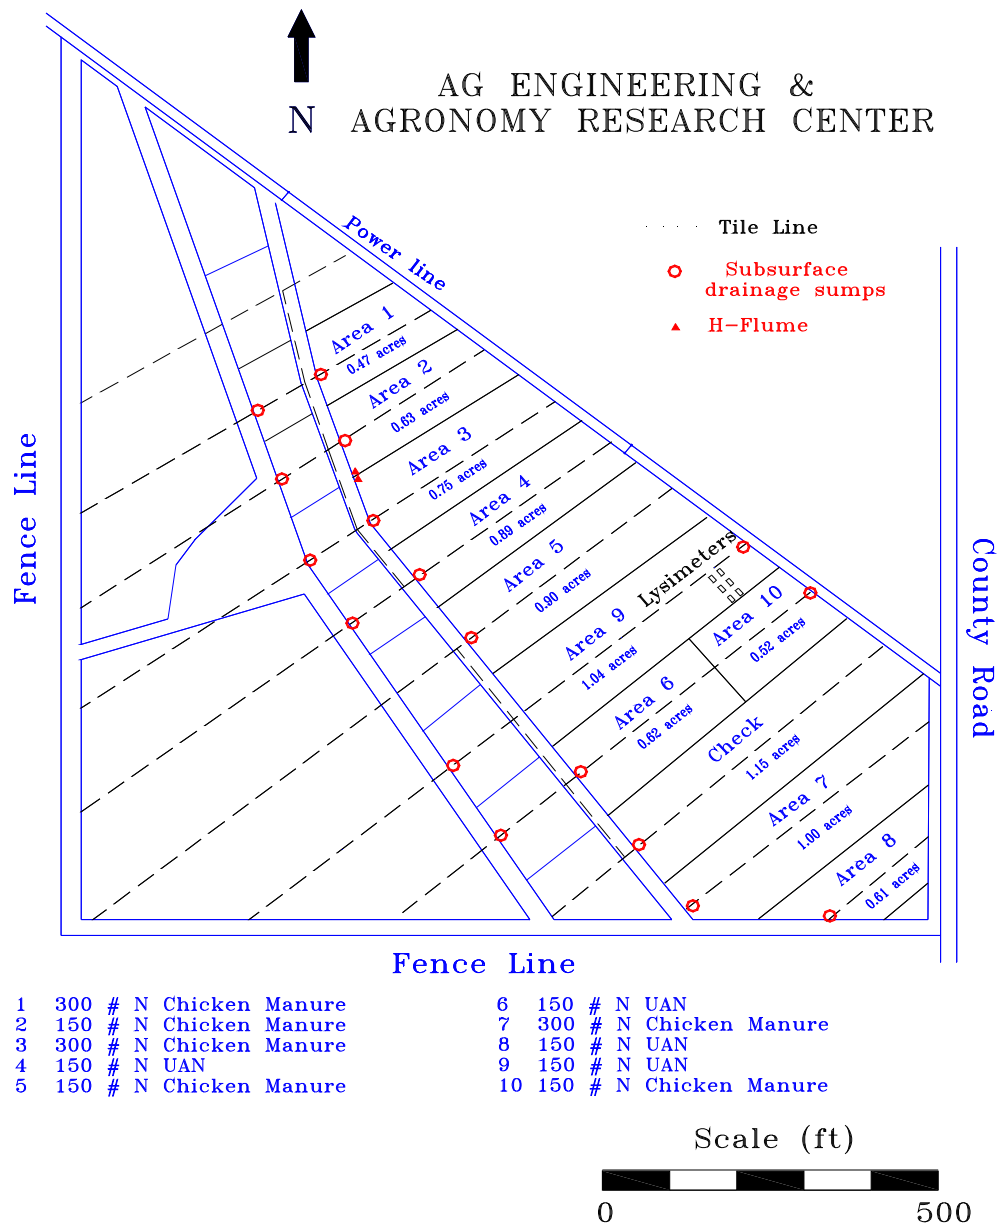 AG ENGINEERING &
AGRONOMY RESEARCH CENTER
N
Power line
Tile Line
Subsurface
drainage sumps
H-Flume
Area 1
0.47 acres
Area 2
0.63 acres
Area 3
0.75 acres
Area 4
0.89 acres
Area 5
0.90 acres
Lysimeters
Area 9
1.04 acres
Area 10
0.52 acres
Area 6
0.62 acres
Check
1.15 acres
Area 7
1.00 acres
Area 8
0.61 acres
Fence Line
County Road
Fence Line
1 300 # N Chicken Manure
2 150 # N Chicken Manure
3 300 # N Chicken Manure
4 150 # N UAN
5 150 # N Chicken Manure
6 150 # N UAN
7 300 # N Chicken Manure
8 150 # N UAN
9 150 # N UAN
10 150 # N Chicken Manure
Scale (ft)
0 500